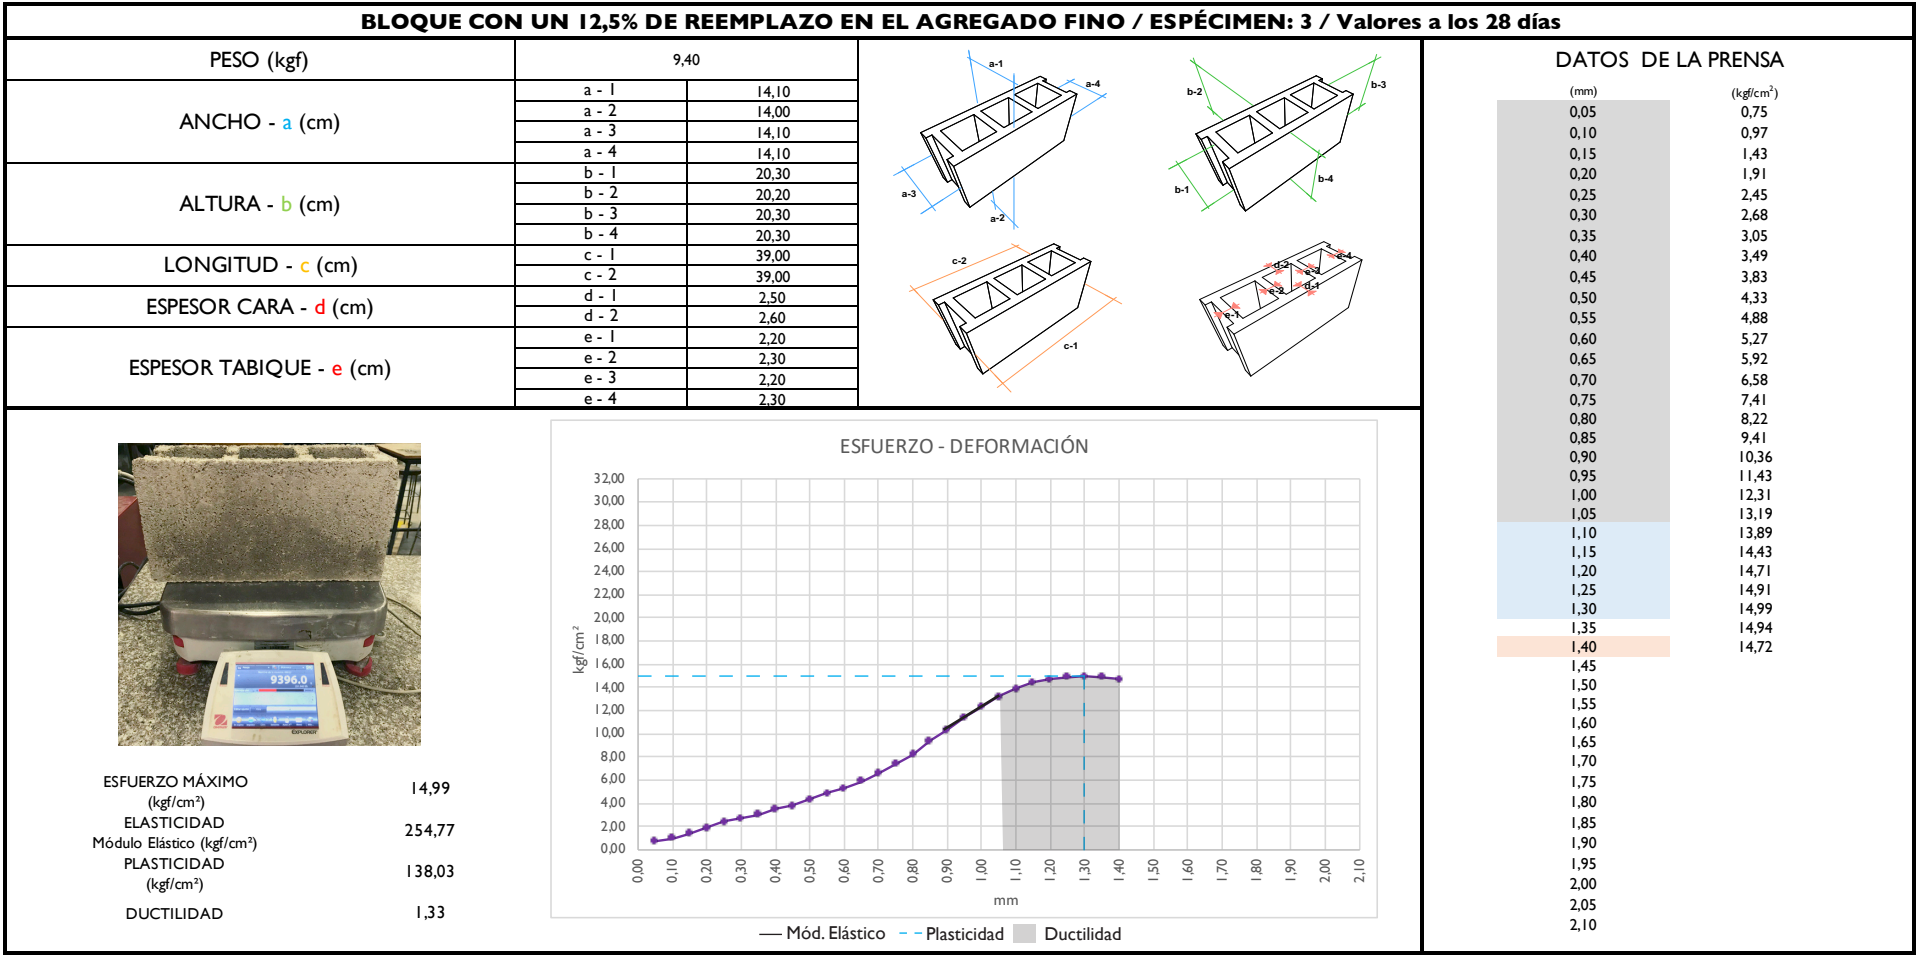 BLOQUE CON UN 12,5% DE REEMPLAZO EN EL AGREGADO FINO / ESPÉCIMEN: 3 / Valores a los 28 días
PESO (kgf) 9,40
ANCHO - a (cm)
a - 1 14,10
a - 2 14,00
a - 3 14,10
a - 4 14,10
ALTURA - b (cm)
b - 1 20,30
b - 2 20,20
b - 3 20,30
b - 4 20,30
LONGITUD - c (cm)
c - 1 39,00
c - 2 39,00
ESPESOR CARA - d (cm)
d - 1 2,50
d - 2 2,60
ESPESOR TABIQUE - e (cm)
e - 1 2,20
e - 2 2,30
e - 3 2,20
e - 4 2,30
a-1
a-4
a-3
a-2
b-2
b-3
b-1
b-4
c-2
c-1
d-2
e-4
e-3
e-2
d-1
e-1
DATOS DE LA PRENSA
(mm) (kgf/cm²)
0,05 0,75
0,10 0,97
0,15 1,43
0,20 1,91
0,25 2,45
0,30 2,68
0,35 3,05
0,40 3,49
0,45 3,83
0,50 4,33
0,55 4,88
0,60 5,27
0,65 5,92
0,70 6,58
0,75 7,41
0,80 8,22
0,85 9,41
0,90 10,36
0,95 11,43
1,00 12,31
1,05 13,19
1,10 13,89
1,15 14,43
1,20 14,71
1,25 14,91
1,30 14,99
1,35 14,94
1,40 14,72
1,45
1,50
1,55
1,60
1,65
1,70
1,75
1,80
1,85
1,90
1,95
2,00
2,05
2,10
9396.0
EXPLORER
ESFUERZO MÁXIMO
(kgf/cm²)
14,99
ELASTICIDAD
Módulo Elástico (kgf/cm²)
254,77
PLASTICIDAD
(kgf/cm²)
138,03
DUCTILIDAD 1,33
ESFUERZO - DEFORMACIÓN
kgf/cm²
32,00
30,00
28,00
26,00
24,00
22,00
20,00
18,00
16,00
14,00
12,00
10,00
8,00
6,00
4,00
2,00
0,00
0,00 0,10 0,20 0,30 0,40 0,50 0,60 0,70 0,80 0,90 1,00 1,10 1,20 1,30 1,40 1,50 1,60 1,70 1,80 1,90 2,00 2,10
mm
Mód. Elástico Plasticidad Ductilidad